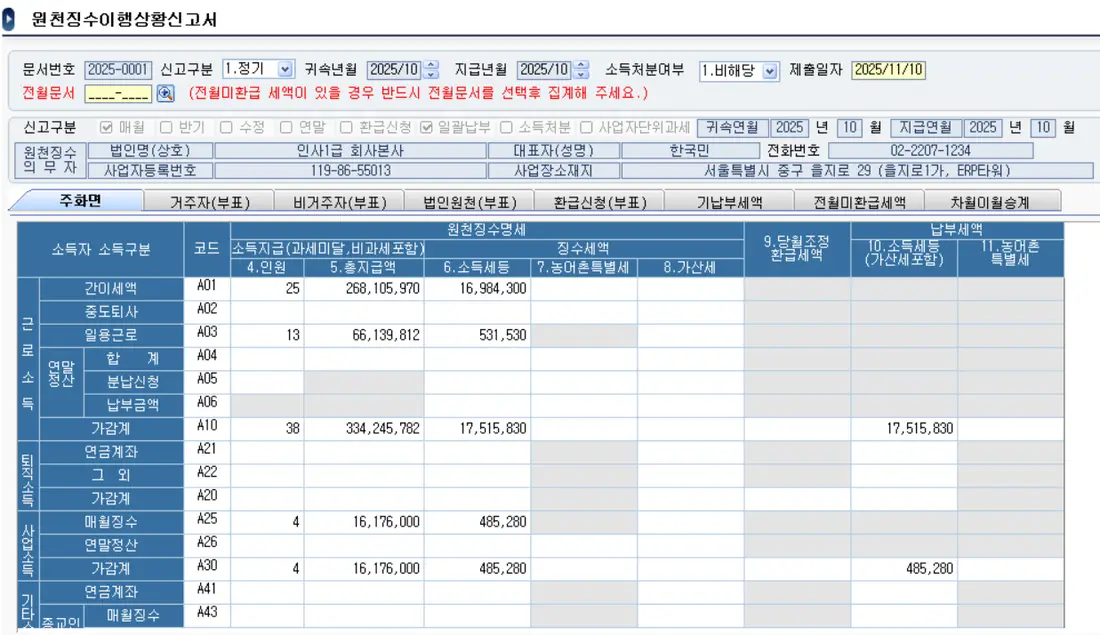 원천징수이행상황신고서
문서번호 2025-0001 신고구분 1.정기 귀속년월 2025/10 지급년월 2025/10 소득처분여부 1.비해당 제출일자 2025/11/10
전월문서 ____-____ (전월미환급 세액이 있을 경우 반드시 전월문서를 선택후 집계해 주세요.)
신고구분 매월 반기 수정 연말 환급신청 일괄납부 소득처분 사업자단위과세 귀속연월 2025 년 10 월 지급연월 2025 년 10 월
원천징수 의 무 자 법인명(상호) 인사1급 회사본사 대표자(성명) 한국민 전화번호 02-2207-1234
사업자등록번호 119-86-55013 사업장소재지 서울특별시 중구 을지로 29 (을지로1가, ERP타워)
주화면 거주자(부표) 비거주자(부표) 법인원천(부표) 환급신청(부표) 기납부세액 전월미환급세액 차월이월승계
소득자 소득구분 코드 원천징수명세 9.당월조정 환급세액 납부세액
소득지급(과세미달,비과세포함) 징수세액 10.소득세등 (가산세포함) 11.농어촌 특별세
4.인원 5.총지급액 6.소득세등 7.농어촌특별세 8.가산세
근로소득 간이세액 A01 25 268,105,970 16,984,300
중도퇴사 A02
일용근로 A03 13 66,139,812 531,530
연말정산 합 계 A04
분납신청 A05
납부금액 A06
가감계 A10 38 334,245,782 17,515,830 17,515,830
퇴직소득 연금계좌 A21
그 외 A22
가감계 A20
사업소득 매월징수 A25 4 16,176,000 485,280
연말정산 A26
가감계 A30 4 16,176,000 485,280 485,280
기타 연금계좌 A41
종교인 매월징수 A43